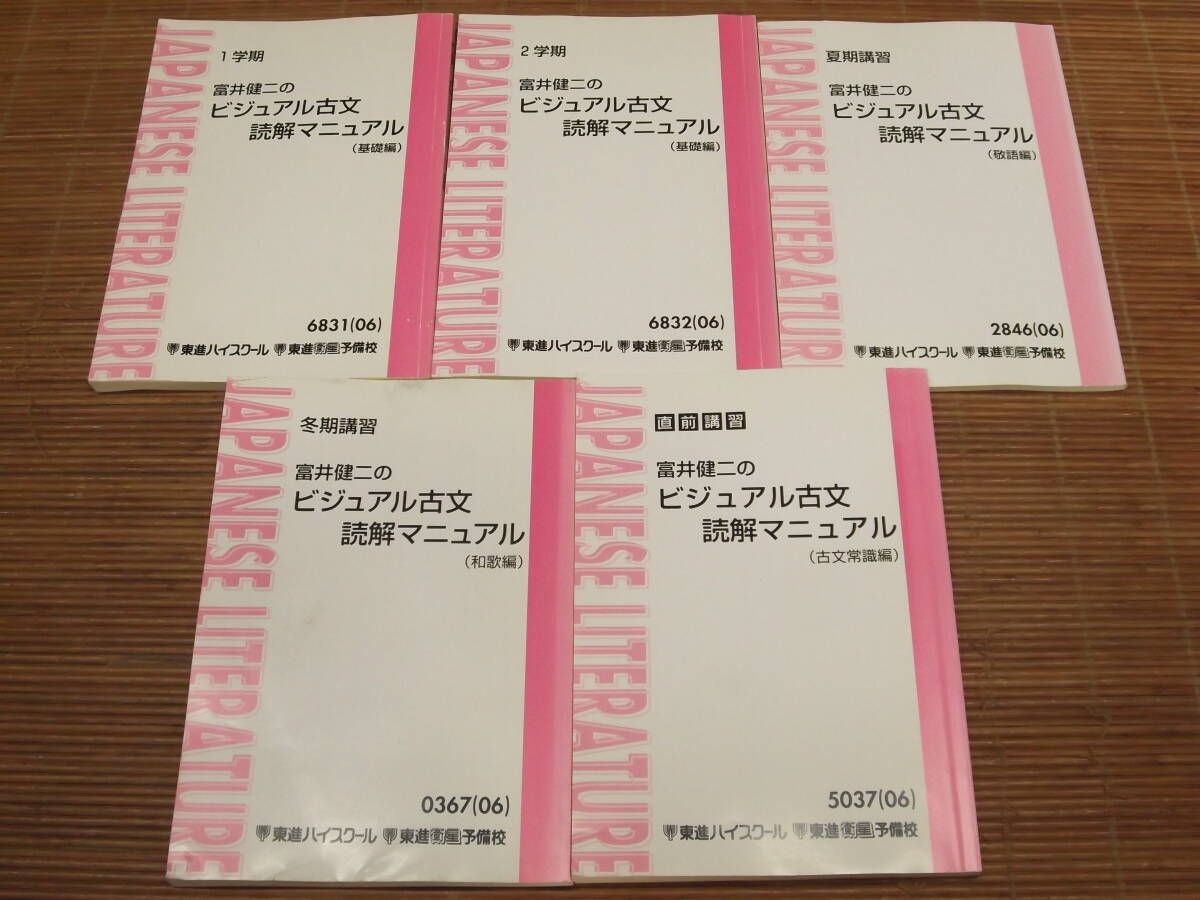 JAPANESE LITERATURE
1学期
富井健二の
ビジュアル古文
読解マニュアル
(基礎編)
6831(06)
東進ハイスクール 東進衛星予備校
JAPANESE LITERATURE
2学期
富井健二の
ビジュアル古文
読解マニュアル
(基礎編)
6832(06)
東進ハイスクール 東進衛星予備校
JAPANESE LITERATURE
夏期講習
富井健二の
ビジュアル古文
読解マニュアル
(敬語編)
2846(06)
東進ハイスクール 東進衛星予備校
JAPANESE LITERATURE
冬期講習
富井健二の
ビジュアル古文
読解マニュアル
(和歌編)
0367(06)
東進ハイスクール 東進衛星予備校
JAPANESE LITERATURE
直前講習
富井健二の
ビジュアル古文
読解マニュアル
(古文常識編)
5037(06)
東進ハイスクール 東進衛星予備校